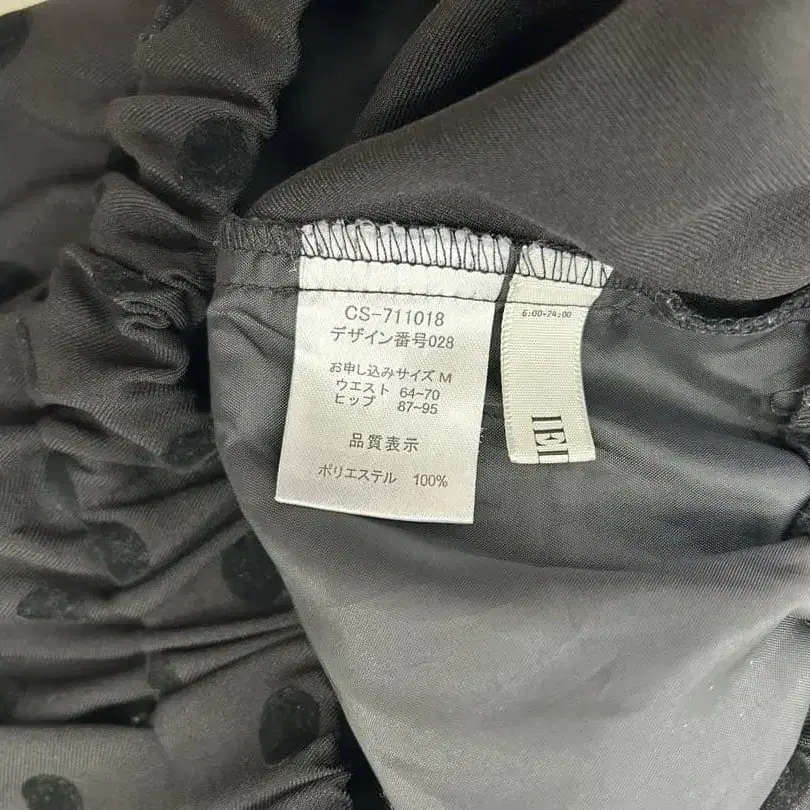 CS-711018
デザイン番号028
お申し込みサイズ M
ウエスト 64~70
ヒップ 87~95
品質表示
ポリエステル 100%
6:00-24:00